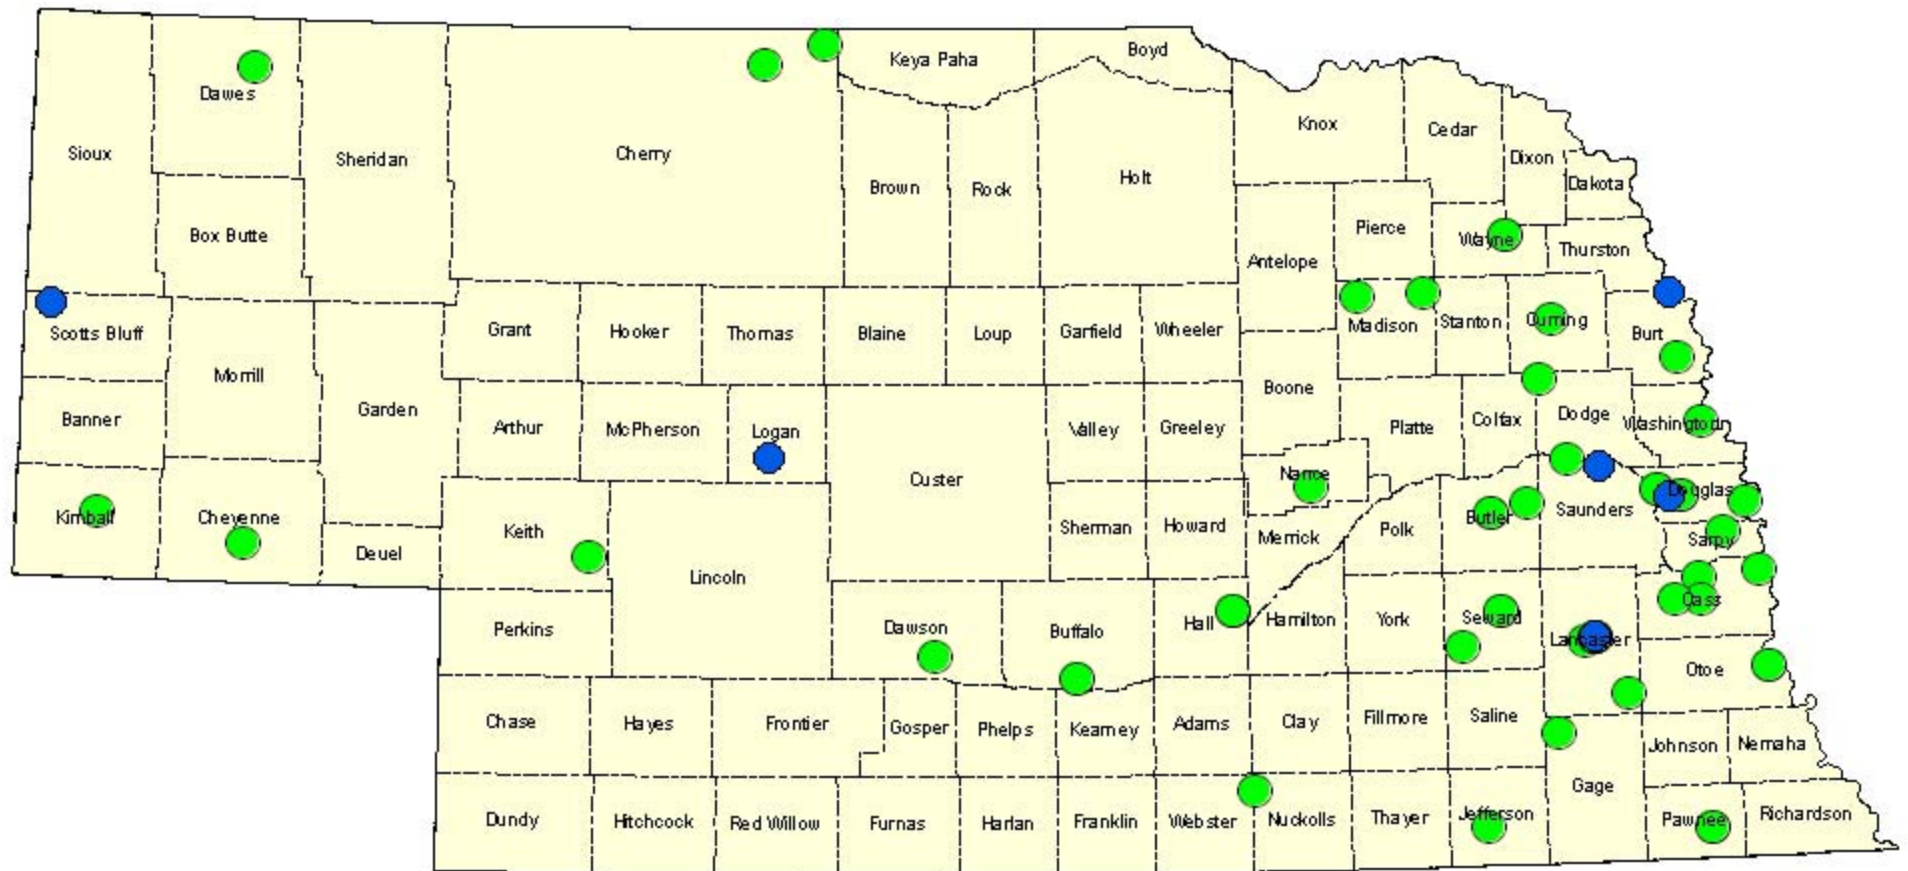 Boyd
Keya Paha
Dawes
Knox
Cedar
Sioux
Sheridan
Cherry
Dixon
Brown
Rock
Holt
Dakota
Box Butte
Pierce
Wayne
Thurston
Antelope
Scotts Bluff
Grant
Hooker
Thomas
Blaine
Loup
Garfield
Wheeler
Madison
Stanton
Cuming
Burt
Morrill
Boone
Banner
Garden
Arthur
McPherson
Logan
Valley
Greeley
Platte
Colfax
Dodge
Washington
Custer
Nance
Douglas
Kimball
Cheyenne
Keith
Sherman
Howard
Merrick
Polk
Butler
Saunders
Sarpy
Deuel
Lincoln
Cass
Perkins
Dawson
Buffalo
Hall
Hamilton
York
Seward
Lancaster
Otoe
Chase
Hayes
Frontier
Gosper
Phelps
Kearney
Adams
Clay
Fillmore
Saline
Johnson
Nemaha
Gage
Dundy
Hitchcock
Red Willow
Furnas
Harlan
Franklin
Webster
Nuckolls
Thayer
Jefferson
Pawnee
Richardson